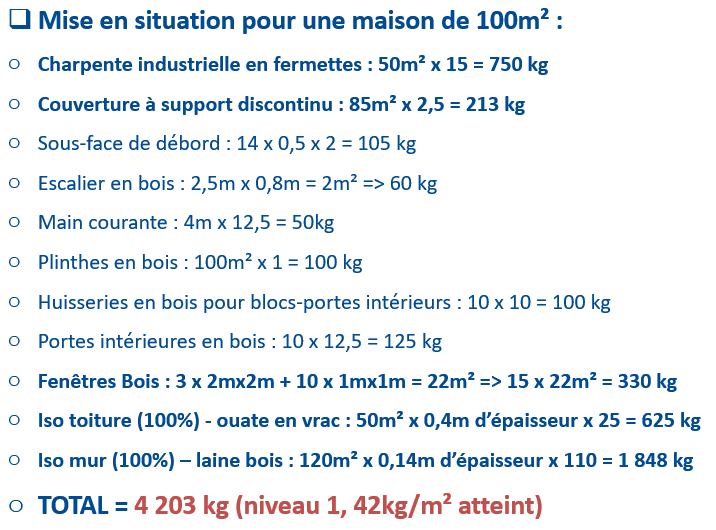 Mise en situation pour une maison de 100m² :
Charpente industrielle en fermettes : 50m² x 15 = 750 kg
Couverture à support discontinu : 85m² x 2,5 = 213 kg
Sous-face de débord : 14 x 0,5 x 2 = 105 kg
Escalier en bois : 2,5m x 0,8m = 2m² => 60 kg
Main courante : 4m x 12,5 = 50kg
Plinthes en bois : 100m² x 1 = 100 kg
Huisseries en bois pour blocs-portes intérieurs : 10 x 10 = 100 kg
Portes intérieures en bois : 10 x 12,5 = 125 kg
Fenêtres Bois : 3 x 2mx2m + 10 x 1mx1m = 22m² => 15 x 22m² = 330 kg
Iso toiture (100%) - ouate en vrac : 50m² x 0,4m d'épaisseur x 25 = 625 kg
Iso mur (100%) – laine bois : 120m² x 0,14m d'épaisseur x 110 = 1 848 kg
TOTAL = 4 203 kg (niveau 1, 42kg/m² atteint)